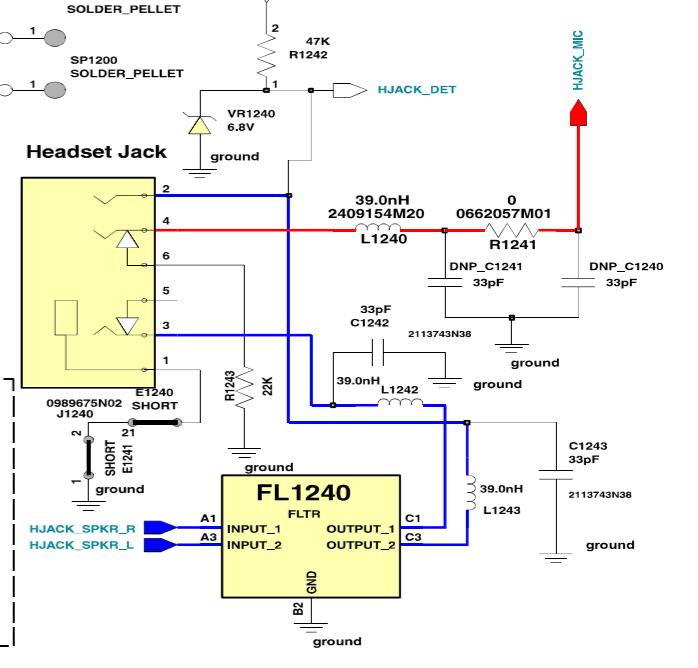 SOLDER_PELLET
1
SP1200
SOLDER_PELLET
1
2
47K
R1242
1
HJACK_DET
HJACK_MIC
VR1240
6.8V
ground
Headset Jack
2
4
6
5
3
1
39.0nH
2409154M20
L1240
0
0662057M01
R1241
DNP_C1241
33pF
DNP_C1240
33pF
ground
33pF
C1242
2113743N38
39.0nH
L1242
ground
R1243
22K
ground
0989675N02
J1240
E1240
SHORT
21
2
SHORT
E1241
1
ground
C1243
33pF
2113743N38
39.0nH
L1243
ground
FL1240
FLTR
HJACK_SPKR_R
A1
INPUT_1
OUTPUT_1
C1
HJACK_SPKR_L
A3
INPUT_2
OUTPUT_2
C3
GND
B2
ground